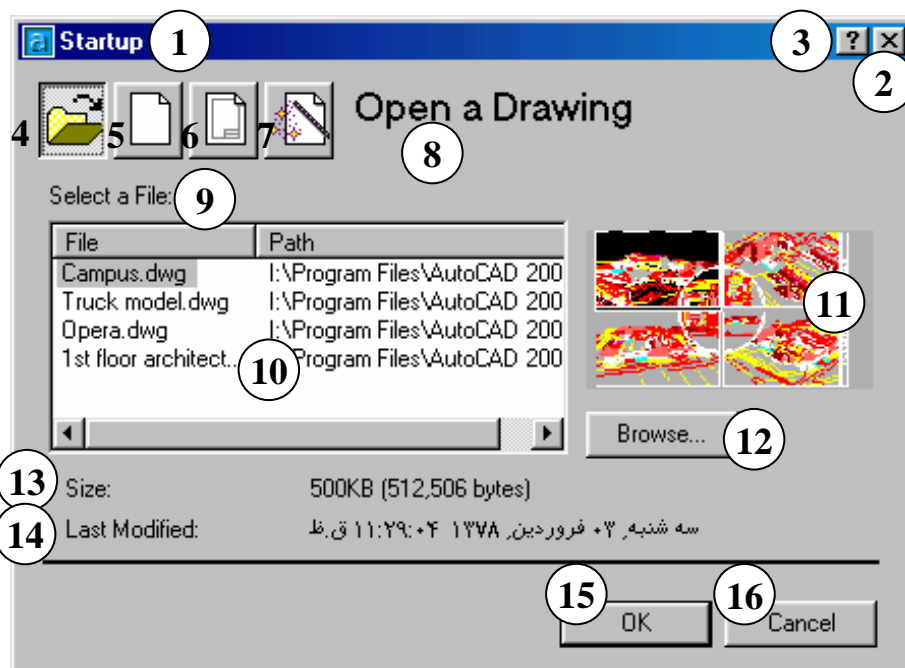 Startup 1 3 ? ×
2
4 5 6 7 Open a Drawing
8
Select a File: 9
File Path
Campus.dwg I:\Program Files\AutoCAD 200
Truck model.dwg I:\Program Files\AutoCAD 200
Opera.dwg I:\Program Files\AutoCAD 200
1st floor architect... \Program Files\AutoCAD 200
10
11
Browse... 12
13 Size: 500KB (512,506 bytes)
14 Last Modified: سه شنبه, ۰۳ فروردین, ۱۳۷۸ ۱۱:۲۹:۰۴ ق.ظ
15 OK 16 Cancel